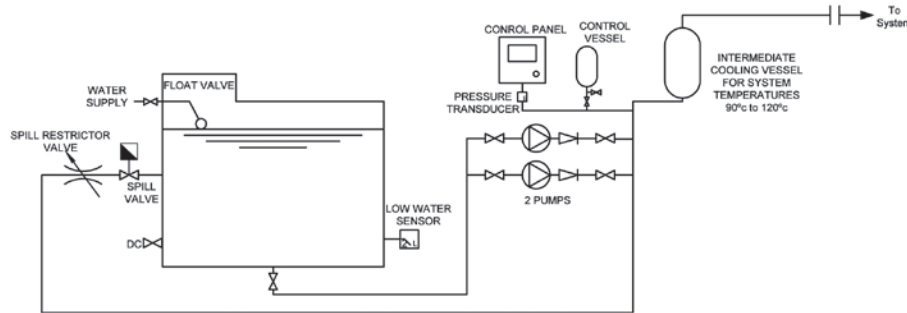 To
System
CONROL PANEL
CONTROL
VESSEL
INTERMEDIATE
COOLING VESSEL
FOR SYSTEM
TEMPERATURES
90ºc to 120ºc
FLOAT VALVE
WATER
SUPPLY
PRESSURE
TRANSDUCER
SPILL RESTRICTOR
VALVE
SPILL
VALVE
2 PUMPS
LOW WATER
SENSOR
DC
L